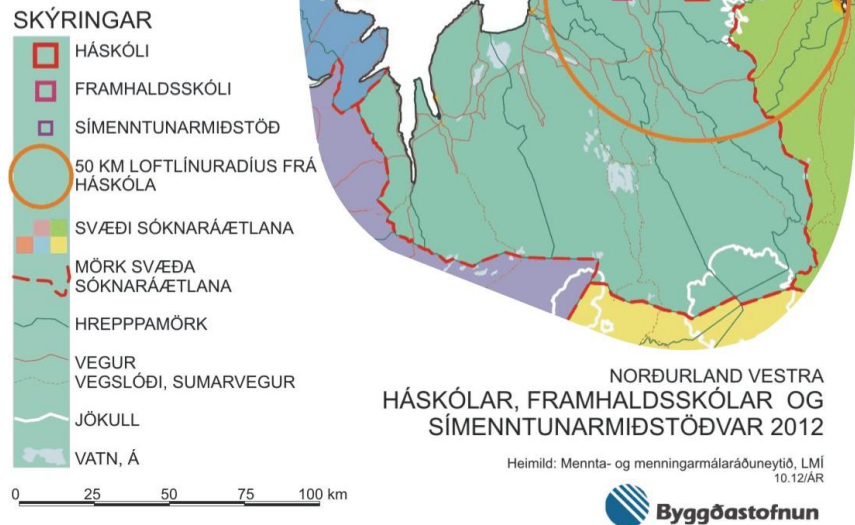 SKÝRINGAR
HÁSKÓLI
FRAMHALDSSKÓLI
SÍMENNTUNARMIÐSTÖÐ
50 KM LOFTLÍNURADÍUS FRÁ
HÁSKÓLA
SVÆÐI SÓKNARÁÆTLANA
MÖRK SVÆÐA
SÓKNARÁÆTLANA
HREPPPAMÖRK
VEGUR
VEGSLÓÐI, SUMARVEGUR
JÖKULL
VATN, Á
0 25 50 75 100 km
NORÐURLAND VESTRA
HÁSKÓLAR, FRAMHALDSSKÓLAR OG
SÍMENNTUNARMIÐSTÖÐVAR 2012
Heimild: Mennta- og menningarmálaráðuneytið, LMÍ
10.12/ÁR
Byggðastofnun